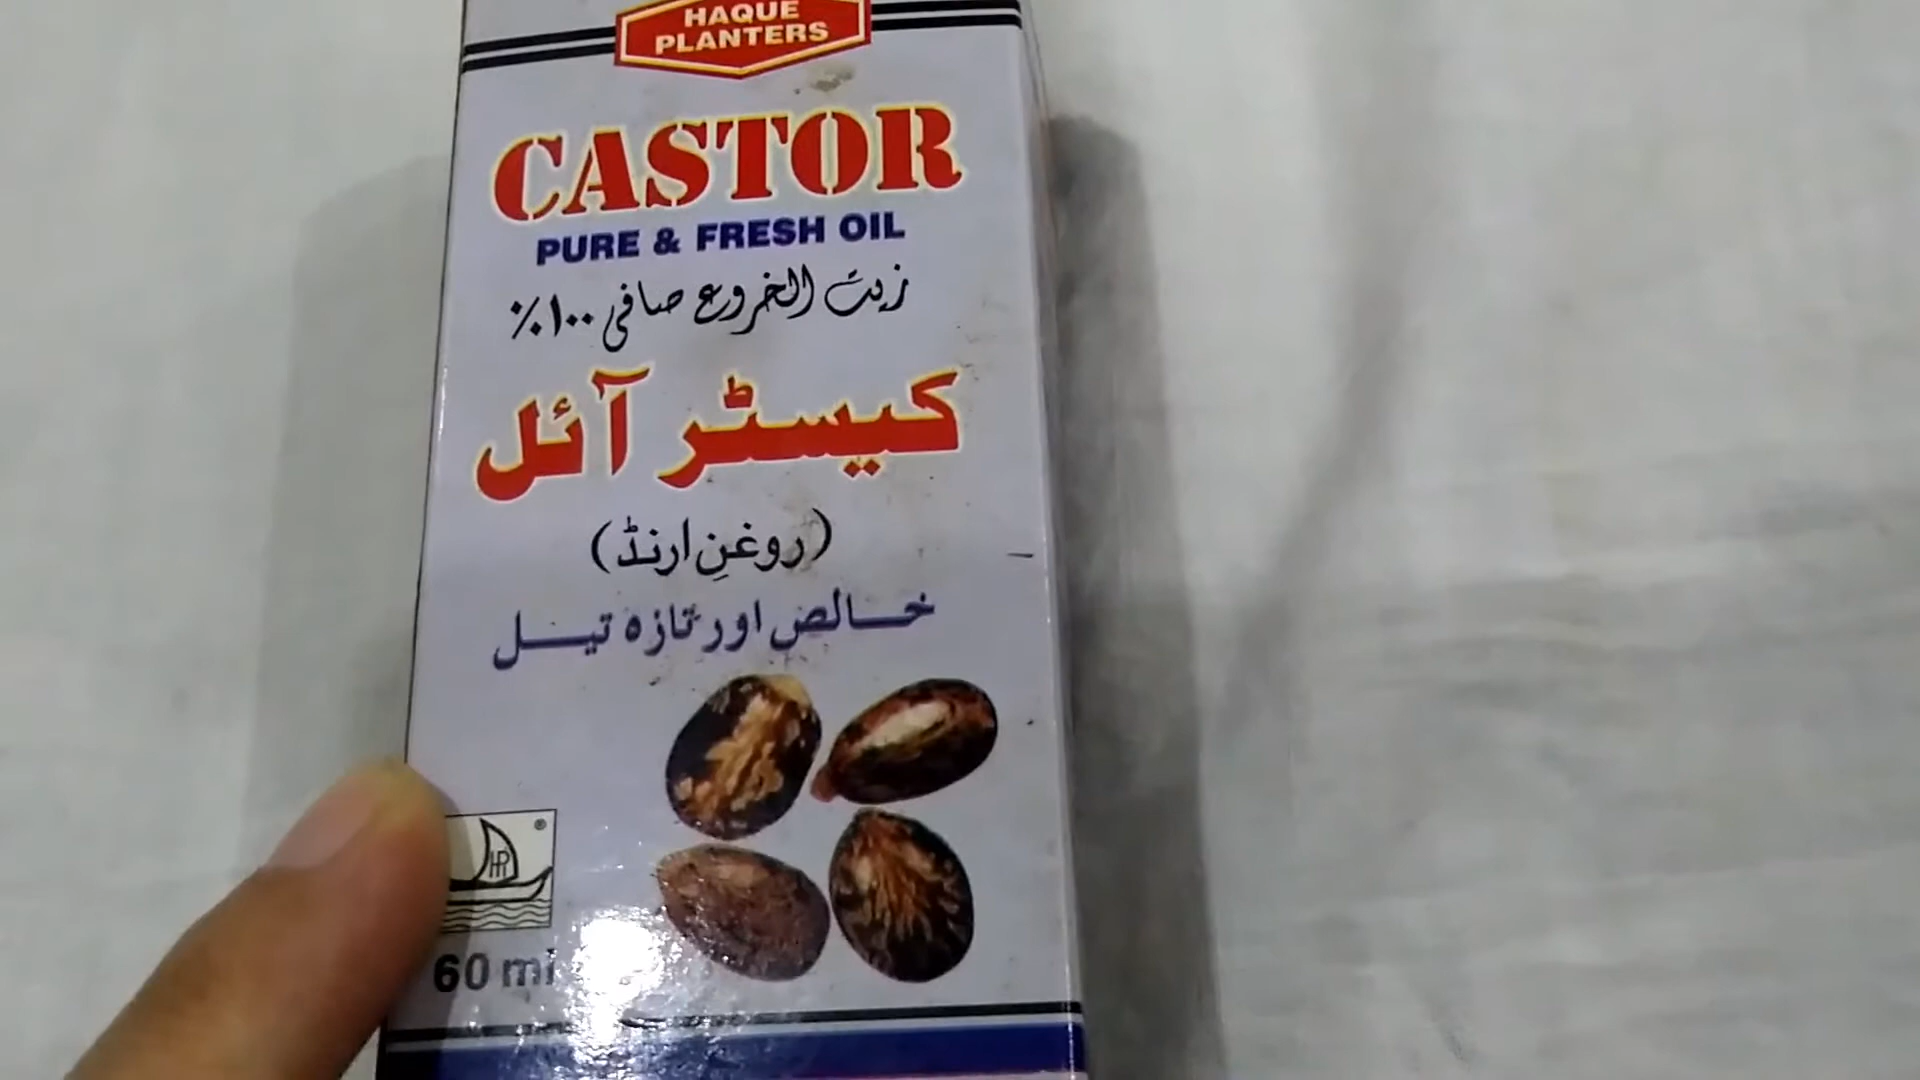 HAQUE
PLANTERS
CASTOR
PURE & FRESH OIL
زيت الخروع صافى ١٠٠٪
کیسٹر آئل
(روغنِ ارنڈ)
خالص اور تازہ تیل
®
HP
60 ml